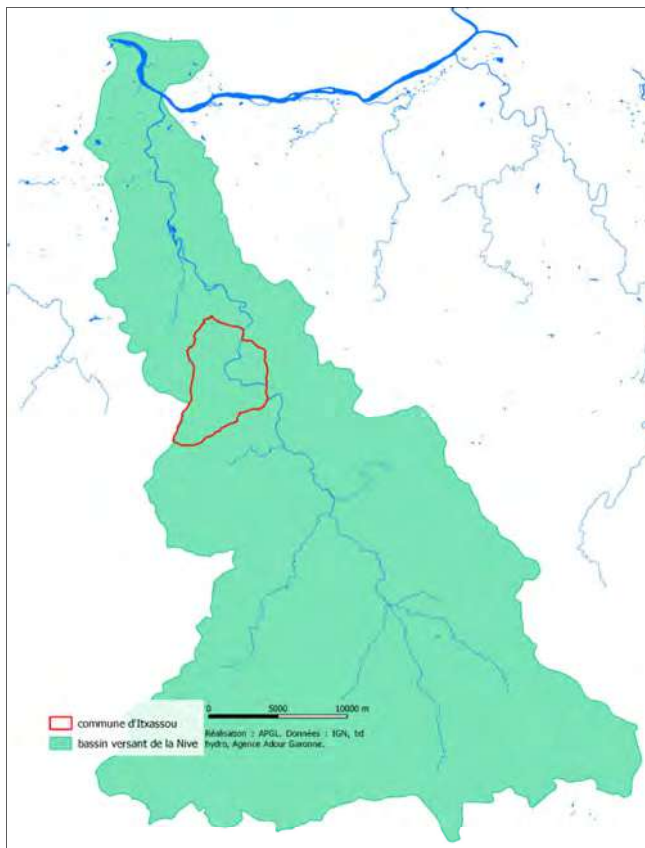 0 5000 10000 m
commune d'Itxassou
bassin versant de la Nive
Réalisation : APGL. Données : IGN, bd
hydro, Agence Adour Garonne.